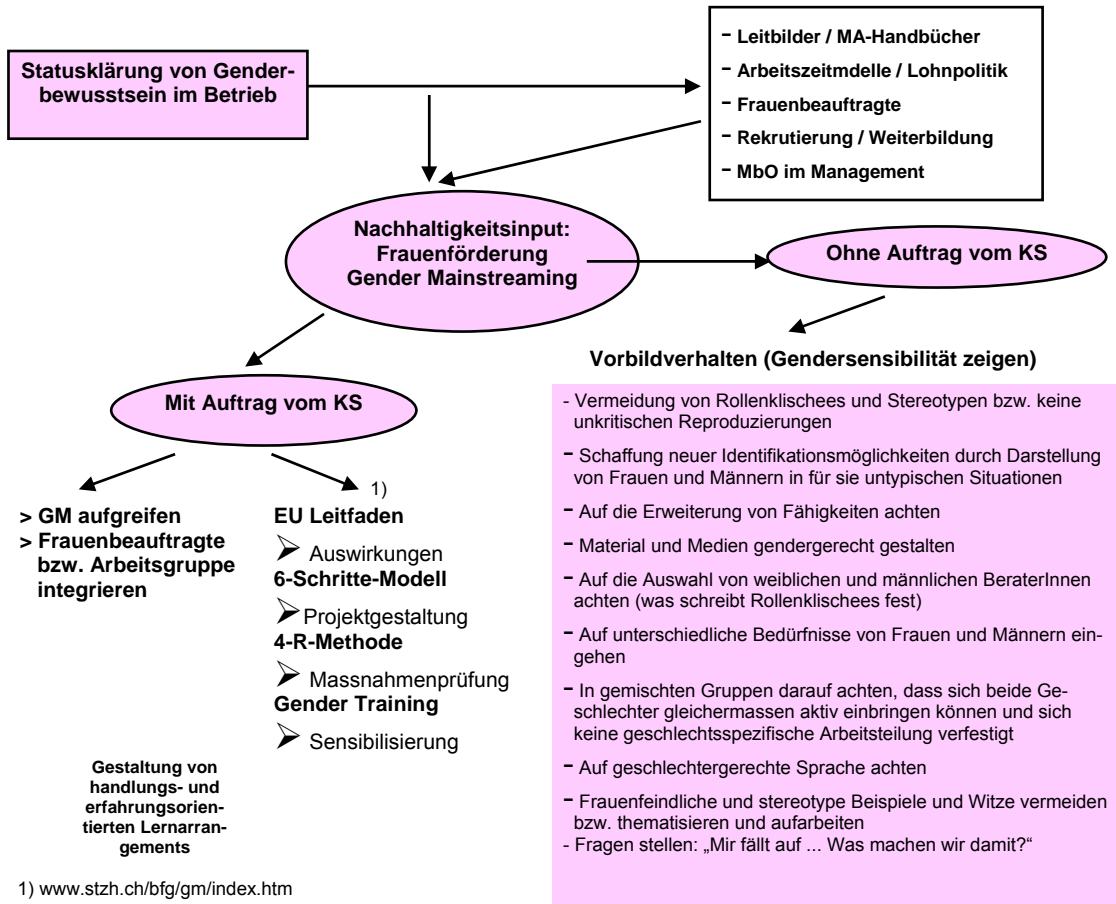 Statusklärung von Gender-
bewusstsein im Betrieb
- Leitbilder / MA-Handbücher
- Arbeitszeitmdelle / Lohnpolitik
- Frauenbeauftragte
- Rekrutierung / Weiterbildung
- MbO im Management
Nachhaltigkeitsinput:
Frauenförderung
Gender Mainstreaming
Ohne Auftrag vom KS
Mit Auftrag vom KS
> GM aufgreifen
> Frauenbeauftragte
bzw. Arbeitsgruppe
integrieren
1)
EU Leitfaden
➢ Auswirkungen
6-Schritte-Modell
➢ Projektgestaltung
4-R-Methode
➢ Massnahmenprüfung
Gender Training
➢ Sensibilisierung
Gestaltung von
handlungs- und
erfahrungsorien-
tierten Lernarran-
gements
Vorbildverhalten (Gendersensibilität zeigen)
- Vermeidung von Rollenklischees und Stereotypen bzw. keine
unkritischen Reproduzierungen
- Schaffung neuer Identifikationsmöglichkeiten durch Darstellung
von Frauen und Männern in für sie untypischen Situationen
- Auf die Erweiterung von Fähigkeiten achten
- Material und Medien gendergerecht gestalten
- Auf die Auswahl von weiblichen und männlichen BeraterInnen
achten (was schreibt Rollenklischees fest)
- Auf unterschiedliche Bedürfnisse von Frauen und Männern ein-
gehen
- In gemischten Gruppen darauf achten, dass sich beide Ge-
schlechter gleichermassen aktiv einbringen können und sich
keine geschlechtsspezifische Arbeitsteilung verfestigt
- Auf geschlechtergerechte Sprache achten
- Frauenfeindliche und stereotype Beispiele und Witze vermeiden
bzw. thematisieren und aufarbeiten
- Fragen stellen: „Mir fällt auf ... Was machen wir damit?“
1) www.stzh.ch/bfg/gm/index.htm